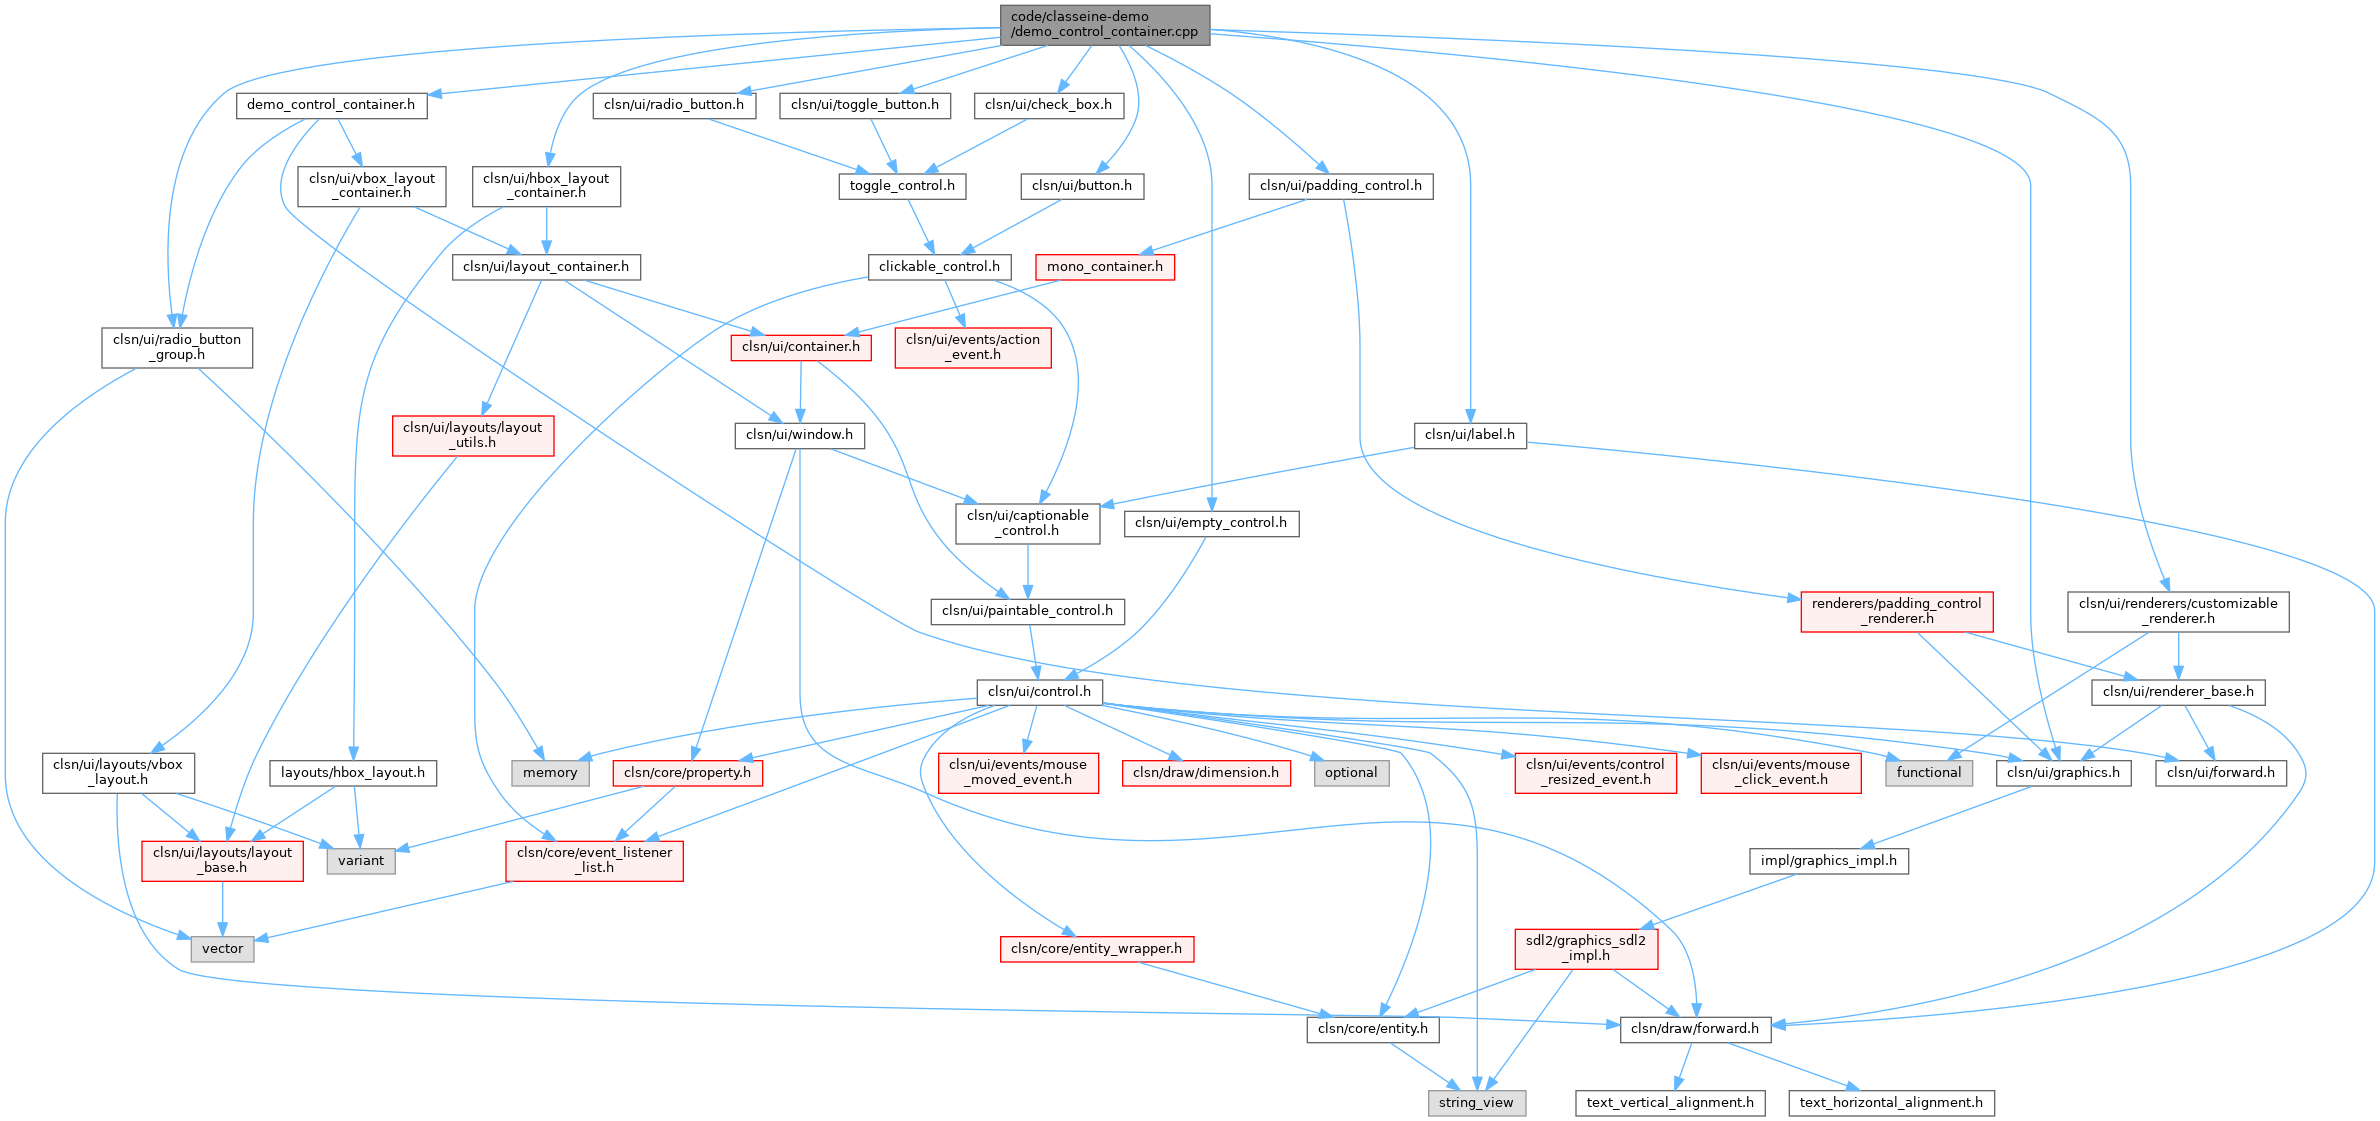 code/classeine-demo
/demo_control_container.cpp
demo_control_container.h
clsn/ui/radio_button.h
clsn/ui/toggle_button.h
clsn/ui/check_box.h
clsn/ui/vbox_layout
_container.h
clsn/ui/hbox_layout
_container.h
toggle_control.h
clsn/ui/button.h
clsn/ui/padding_control.h
clsn/ui/layout_container.h
clickable_control.h
mono_container.h
clsn/ui/radio_button
_group.h
clsn/ui/container.h
clsn/ui/events/action
_event.h
clsn/ui/layouts/layout
_utils.h
clsn/ui/window.h
clsn/ui/label.h
clsn/ui/captionable
_control.h
clsn/ui/empty_control.h
clsn/ui/paintable_control.h
renderers/padding_control
_renderer.h
clsn/ui/renderers/customizable
_renderer.h
clsn/ui/control.h
clsn/ui/renderer_base.h
clsn/ui/layouts/vbox
_layout.h
layouts/hbox_layout.h
memory
clsn/core/property.h
clsn/ui/events/mouse
_moved_event.h
clsn/draw/dimension.h
optional
clsn/ui/events/control
_resized_event.h
clsn/ui/events/mouse
_click_event.h
functional
clsn/ui/graphics.h
clsn/ui/forward.h
clsn/ui/layouts/layout
_base.h
variant
clsn/core/event_listener
_list.h
impl/graphics_impl.h
vector
clsn/core/entity_wrapper.h
sdl2/graphics_sdl2
_impl.h
clsn/core/entity.h
clsn/draw/forward.h
string_view
text_vertical_alignment.h
text_horizontal_alignment.h